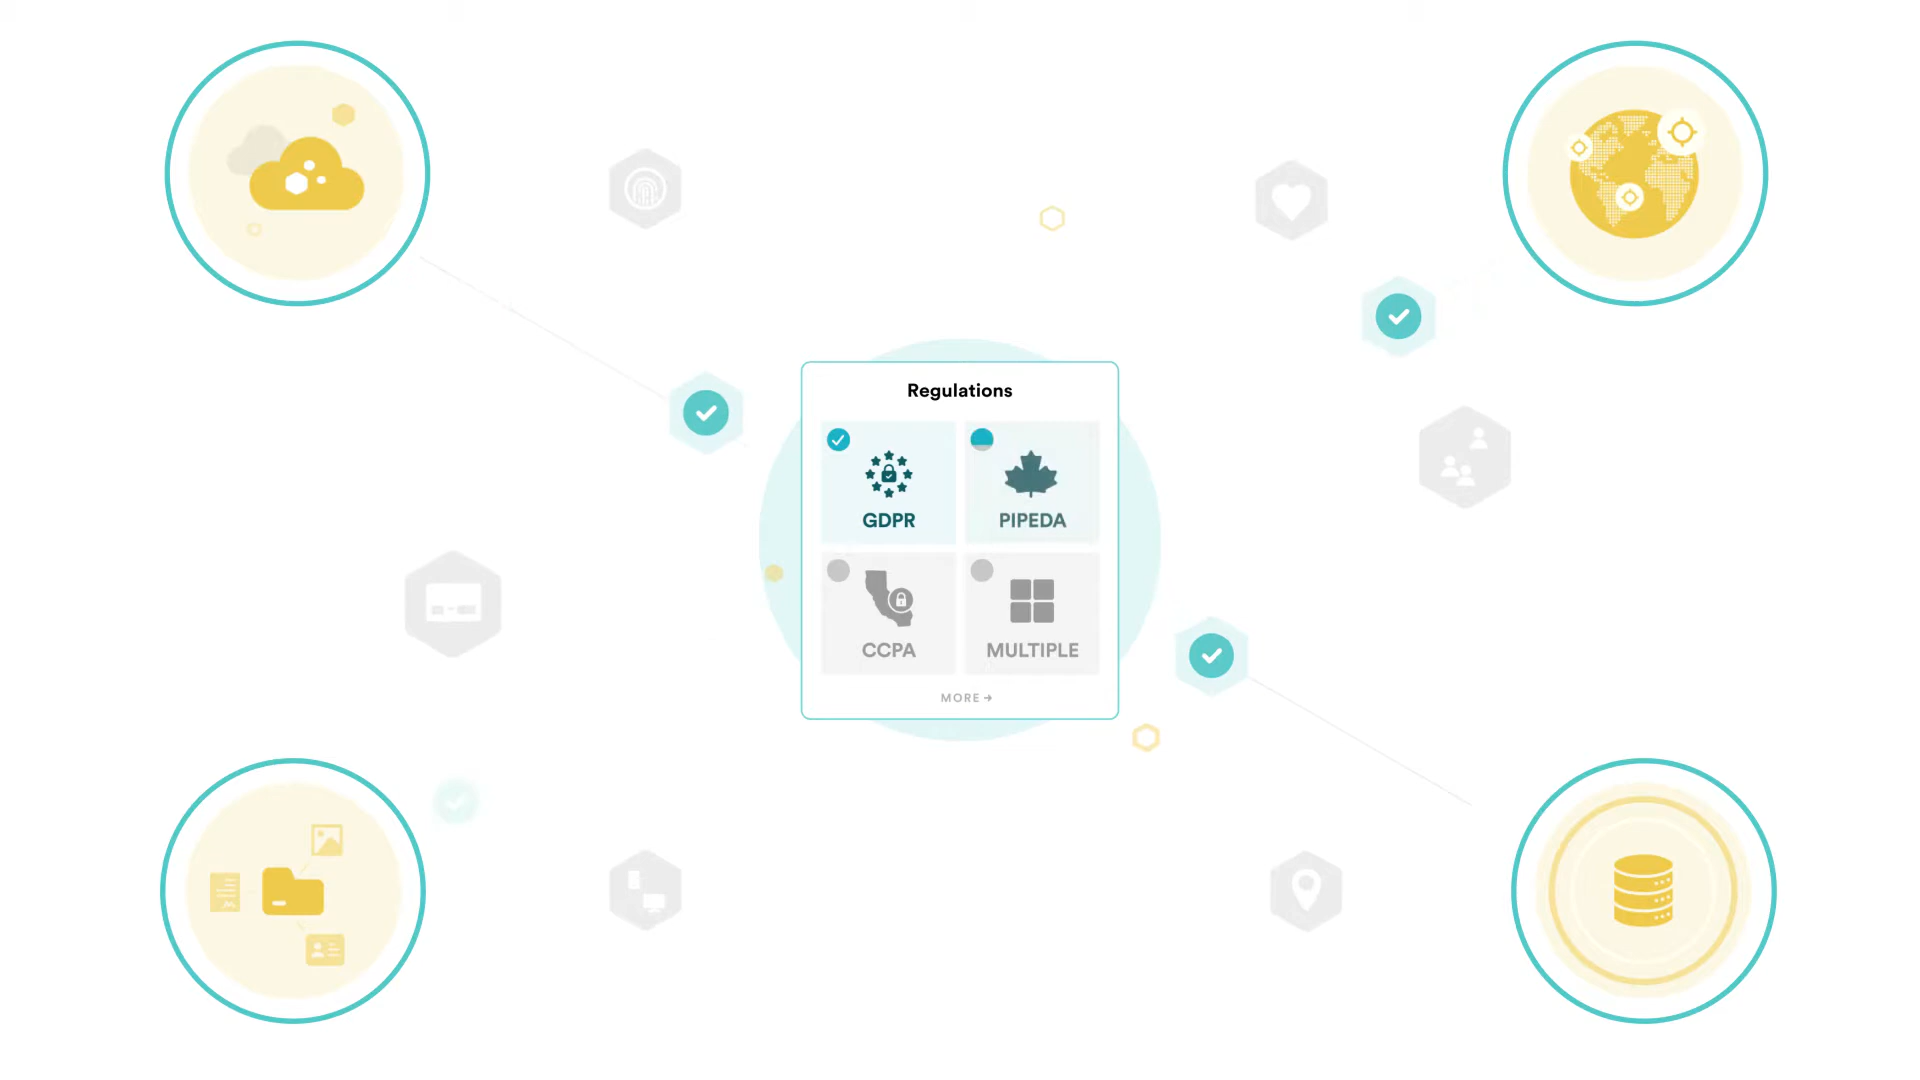 Regulations
GDPR
PIPEDA
CCPA
MULTIPLE
MORE →